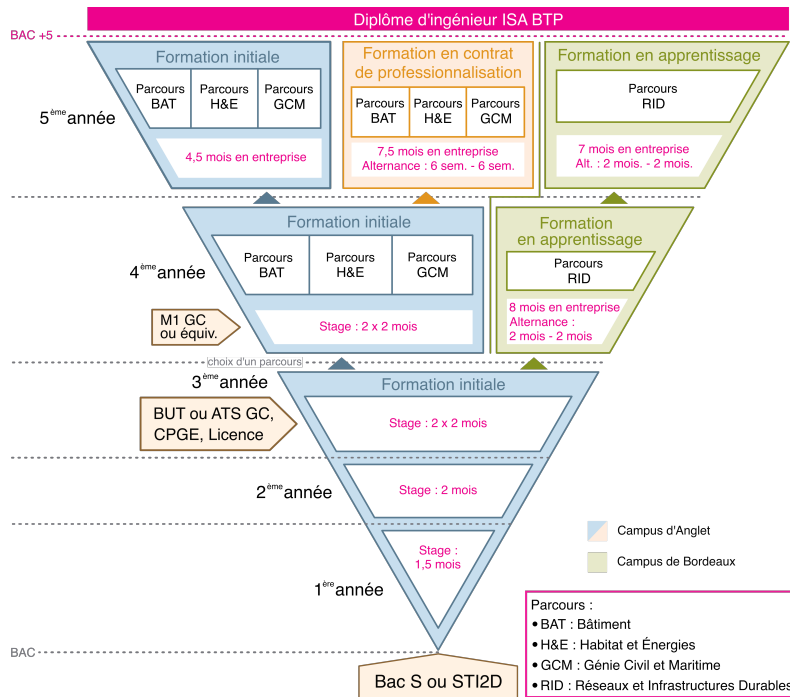 Diplôme d'ingénieur ISA BTP
BAC +5
Formation initiale
Parcours
BAT
Parcours
H&E
Parcours
GCM
4,5 mois en entreprise
Formation en contrat
de professionnalisation
Parcours
BAT
Parcours
H&E
Parcours
GCM
7,5 mois en entreprise
Alternance : 6 sem. - 6 sem.
Formation en apprentissage
Parcours
RID
7 mois en entreprise
Alt. : 2 mois. - 2 mois.
5ème année
Formation initiale
Parcours
BAT
Parcours
H&E
Parcours
GCM
Stage : 2 x 2 mois
Formation
en apprentissage
Parcours
RID
8 mois en entreprise
Alternance :
2 mois - 2 mois
4ème année
M1 GC
ou équiv.
choix d'un parcours
3ème année
Formation initiale
BUT ou ATS GC,
CPGE, Licence
Stage : 2 x 2 mois
2ème année
Stage : 2 mois
Stage :
1,5 mois
1ère année
Campus d'Anglet
Campus de Bordeaux
BAC
Bac S ou STI2D
Parcours :
• BAT : Bâtiment
• H&E : Habitat et Énergies
• GCM : Génie Civil et Maritime
• RID : Réseaux et Infrastructures Durables